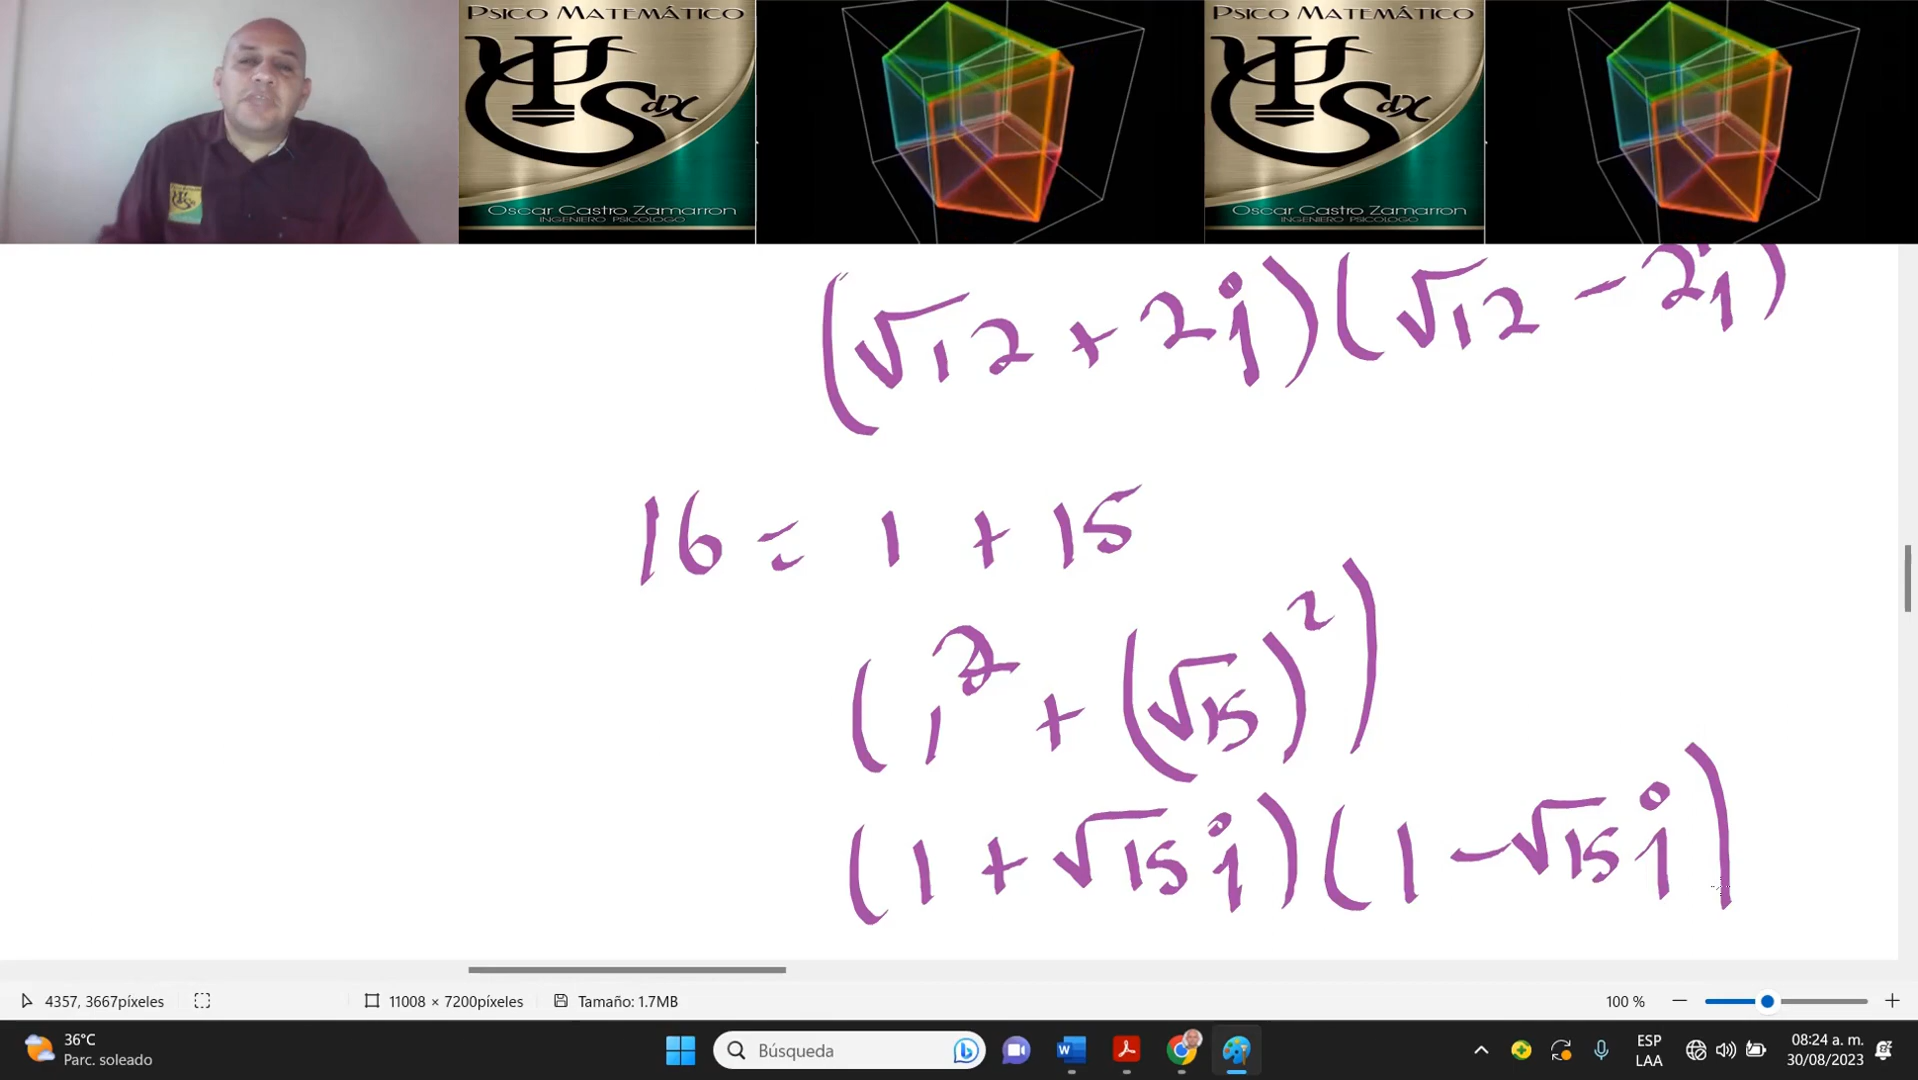 PSICO MATEMÁTICO
dx
Oscar Castro Zamarron
INGENIERO PSICOLOGO
PSICO MATEMÁTICO
dx
Oscar Castro Zamarron
INGENIERO PSICOLOGO
(√12 + 2i)(√12 - 2i)
16 = 1 + 15
(1² + (√15)²)
(1 + √15 i)(1 - √15 i)
4357, 3667píxeles
11008 × 7200píxeles
Tamaño: 1.7MB
100 %
36°C
Parc. soleado
Búsqueda
ESP
LAA
08:24 a. m.
30/08/2023